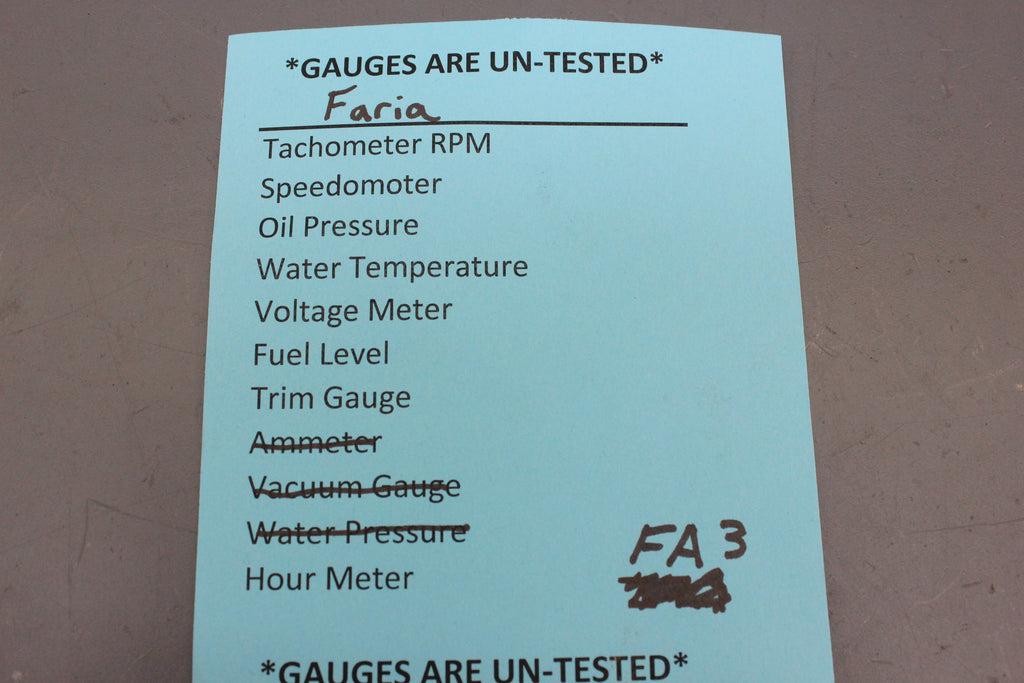 *GAUGES ARE UN-TESTED*
Faria
Tachometer RPM
Speedomoter
Oil Pressure
Water Temperature
Voltage Meter
Fuel Level
Trim Gauge
Ammeter
Vacuum Gauge
Water Pressure
Hour Meter
FA3
*GAUGES ARE UN-TESTED*